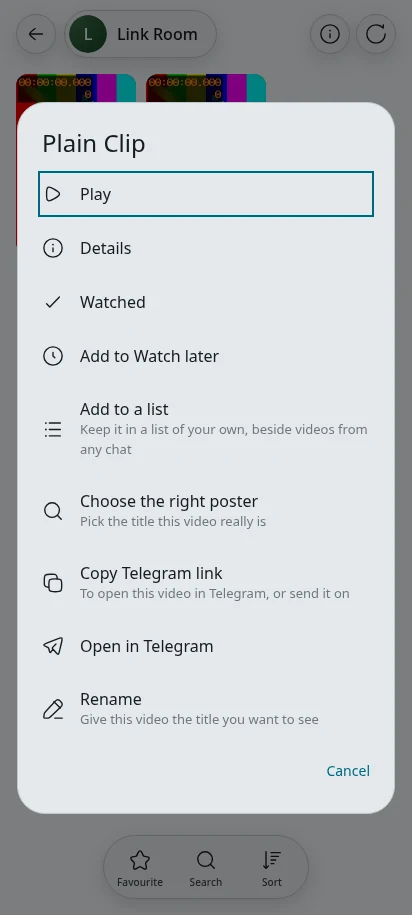 L Link Room
00:00:00.000 00:00:00.000
0 0
Plain Clip
Play
Details
Watched
Add to Watch later
Add to a list
Keep it in a list of your own, beside videos from
any chat
Choose the right poster
Pick the title this video really is
Copy Telegram link
To open this video in Telegram, or send it on
Open in Telegram
Rename
Give this video the title you want to see
Cancel
Favourite Search Sort